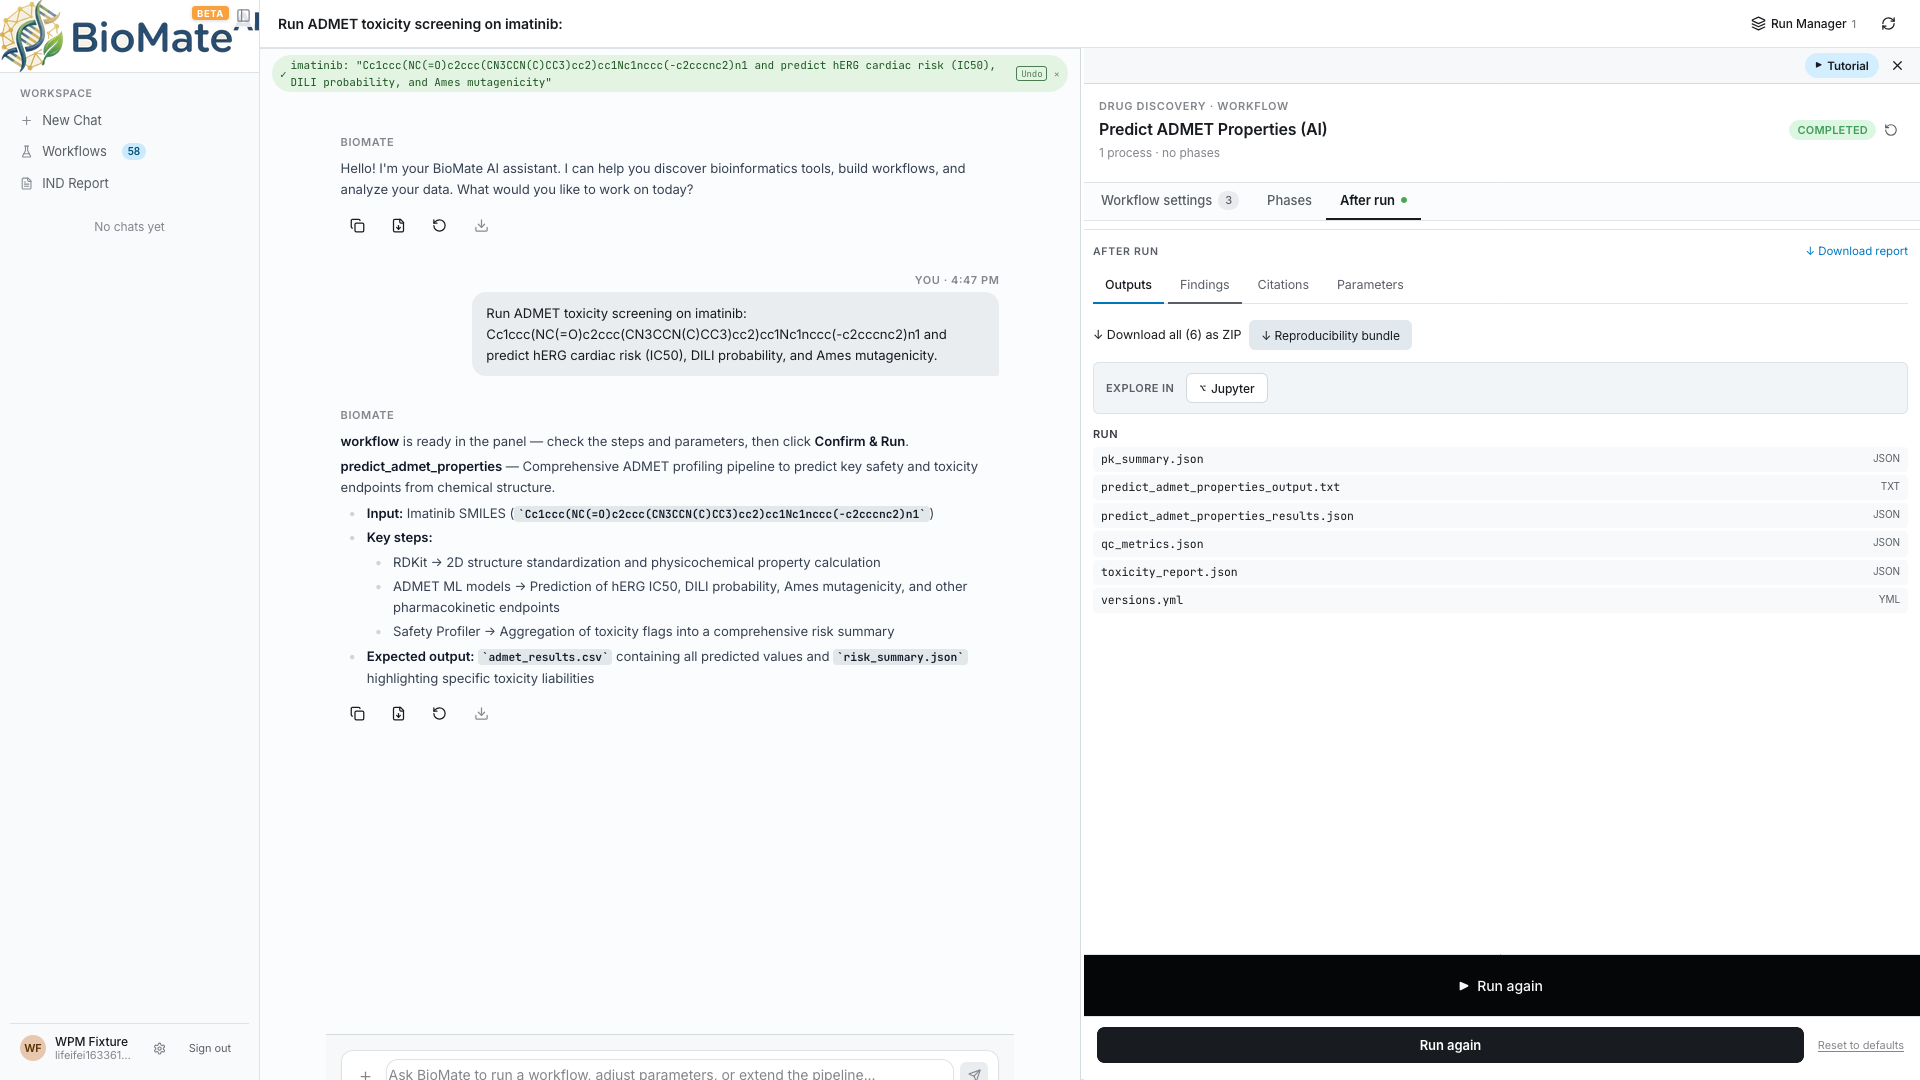 BioMate
BETA
WORKSPACE
New Chat
Workflows 58
IND Report
No chats yet
WF
WPM Fixture
lifeifei163361...
Sign out
Run ADMET toxicity screening on imatinib:
Run Manager 1
✓ imatinib: "Cc1ccc(NC(=O)c2ccc(CN3CCN(C)CC3)cc2)cc1Nc1nccc(-c2cccnc2)n1 and predict hERG cardiac risk (IC50),
DILI probability, and Ames mutagenicity"
Undo ×
BIOMATE
Hello! I'm your BioMate AI assistant. I can help you discover bioinformatics tools, build workflows, and
analyze your data. What would you like to work on today?
YOU · 4:47 PM
Run ADMET toxicity screening on imatinib:
Cc1ccc(NC(=O)c2ccc(CN3CCN(C)CC3)cc2)cc1Nc1nccc(-c2cccnc2)n1 and
predict hERG cardiac risk (IC50), DILI probability, and Ames mutagenicity.
BIOMATE
workflow is ready in the panel — check the steps and parameters, then click Confirm & Run.
predict_admet_properties — Comprehensive ADMET profiling pipeline to predict key safety and toxicity
endpoints from chemical structure.
Input: Imatinib SMILES (`Cc1ccc(NC(=O)c2ccc(CN3CCN(C)CC3)cc2)cc1Nc1nccc(-c2cccnc2)n1`)
Key steps:
RDKit → 2D structure standardization and physicochemical property calculation
ADMET ML models → Prediction of hERG IC50, DILI probability, Ames mutagenicity, and other
pharmacokinetic endpoints
Safety Profiler → Aggregation of toxicity flags into a comprehensive risk summary
Expected output: `admet_results.csv` containing all predicted values and `risk_summary.json`
highlighting specific toxicity liabilities
Ask BioMate to run a workflow, adjust parameters, or extend the pipeline...
Tutorial
DRUG DISCOVERY · WORKFLOW
Predict ADMET Properties (AI)
COMPLETED
1 process · no phases
Workflow settings 3 Phases After run
AFTER RUN
↓ Download report
Outputs Findings Citations Parameters
↓ Download all (6) as ZIP ↓ Reproducibility bundle
EXPLORE IN Jupyter
RUN
pk_summary.json JSON
predict_admet_properties_output.txt TXT
predict_admet_properties_results.json JSON
qc_metrics.json JSON
toxicity_report.json JSON
versions.yml YML
Run again
Run again
Reset to defaults